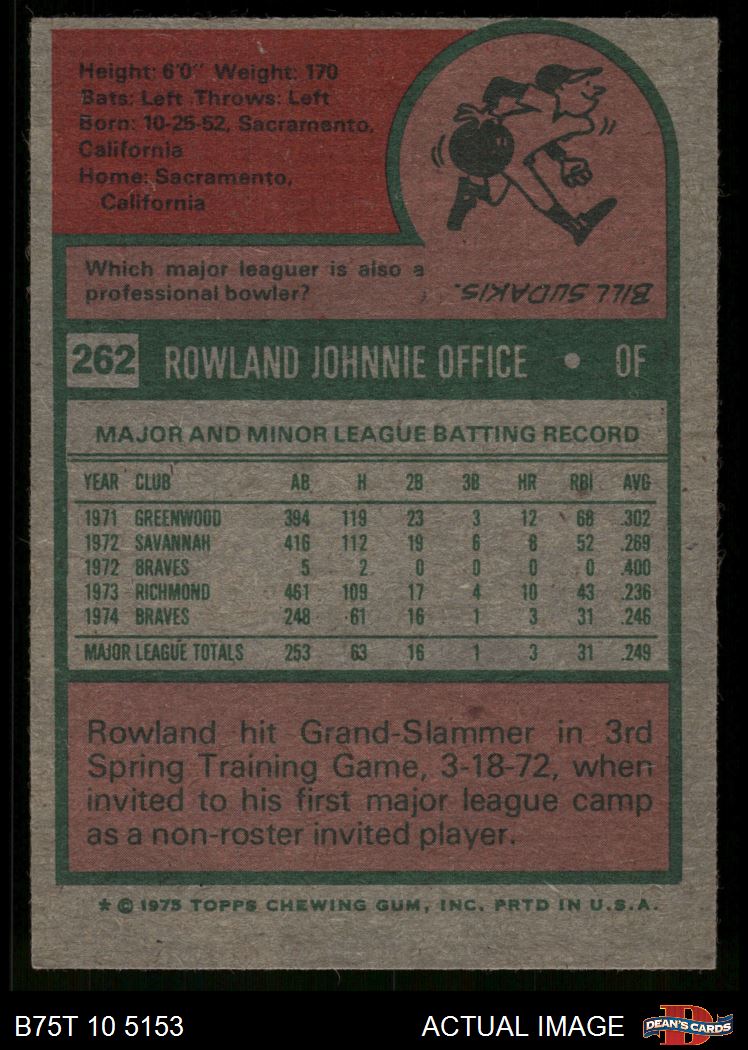 Height: 6'0" Weight: 170
Bats: Left Throws: Left
Born: 10-25-52, Sacramento,
California
Home: Sacramento,
California
Which major leaguer is also a
professional bowler?
BILL SUDAKIS.
262 ROWLAND JOHNNIE OFFICE • OF
MAJOR AND MINOR LEAGUE BATTING RECORD
YEAR CLUB AB H 2B 3B HR RBI AVG
1971 GREENWOOD 394 119 23 3 12 68 .302
1972 SAVANNAH 416 112 19 6 8 52 .269
1972 BRAVES 5 2 0 0 0 0 .400
1973 RICHMOND 461 109 17 4 10 43 .236
1974 BRAVES 248 61 16 1 3 31 .246
MAJOR LEAGUE TOTALS 253 63 16 1 3 31 .249
Rowland hit Grand-Slammer in 3rd
Spring Training Game, 3-18-72, when
invited to his first major league camp
as a non-roster invited player.
* © 1975 TOPPS CHEWING GUM, INC. PRTD IN U.S.A.
B75T 10 5153 ACTUAL IMAGE D DEAN'S CARDS